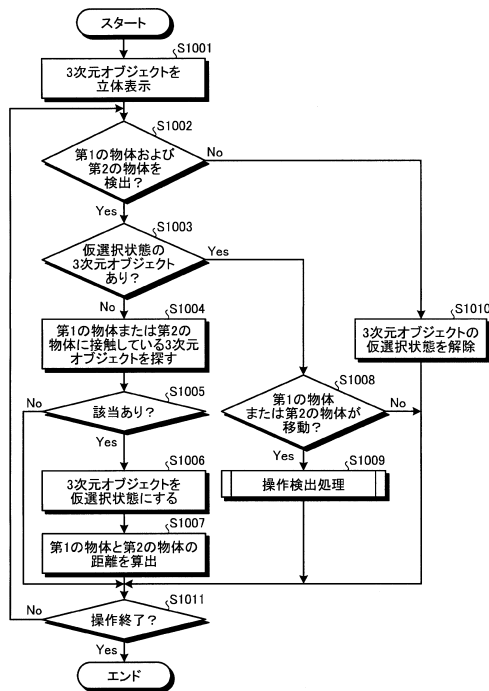 スタート
S1001
3次元オブジェクトを
立体表示
S1002
第1の物体および
第2の物体を
検出？
No
Yes
S1003
仮選択状態の
3次元オブジェクト
あり？
Yes
No
S1004
第1の物体または第2の
物体に接触している3次元
オブジェクトを探す
S1010
3次元オブジェクトの
仮選択状態を解除
S1005
No
該当あり？
Yes
S1008
第1の物体
または第2の物体が
移動？
No
Yes
S1006
3次元オブジェクトを
仮選択状態にする
S1009
操作検出処理
S1007
第1の物体と第2の物体の
距離を算出
S1011
No
操作終了？
Yes
エンド